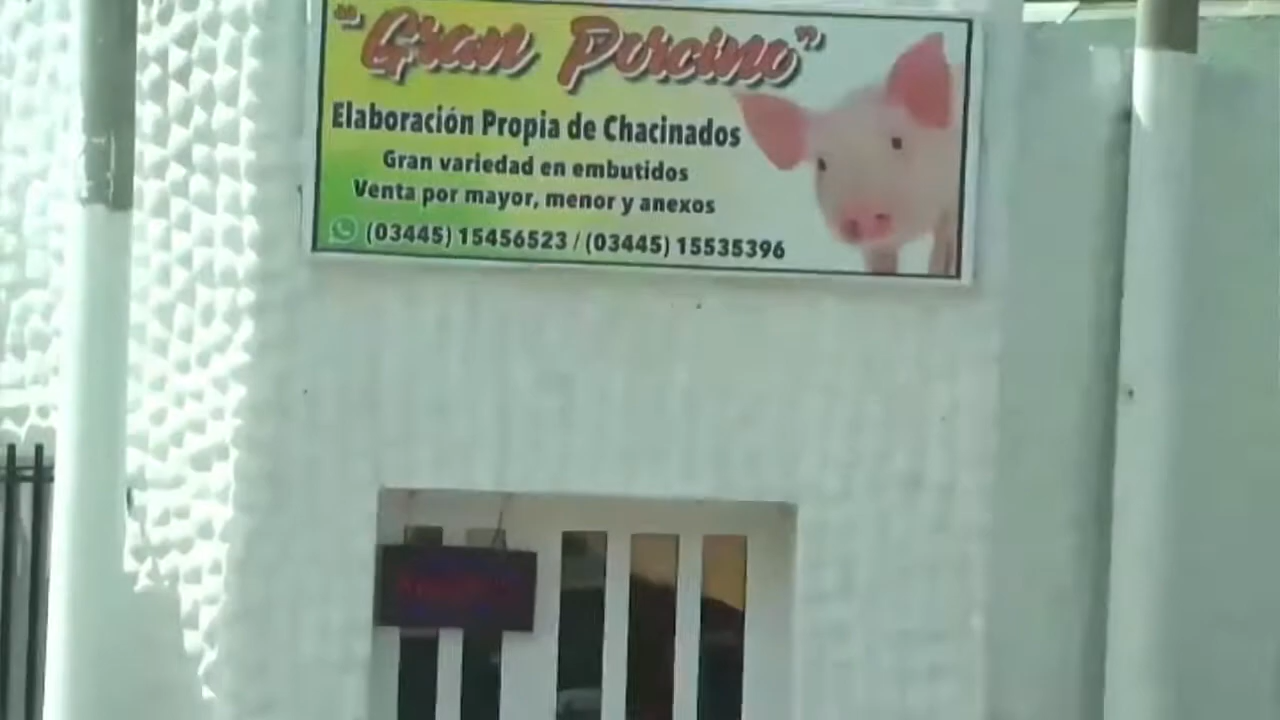 "Gran Porcino"
Elaboración Propia de Chacinados
Gran variedad en embutidos
Venta por mayor, menor y anexos
(03445) 15456523 / (03445) 15535396